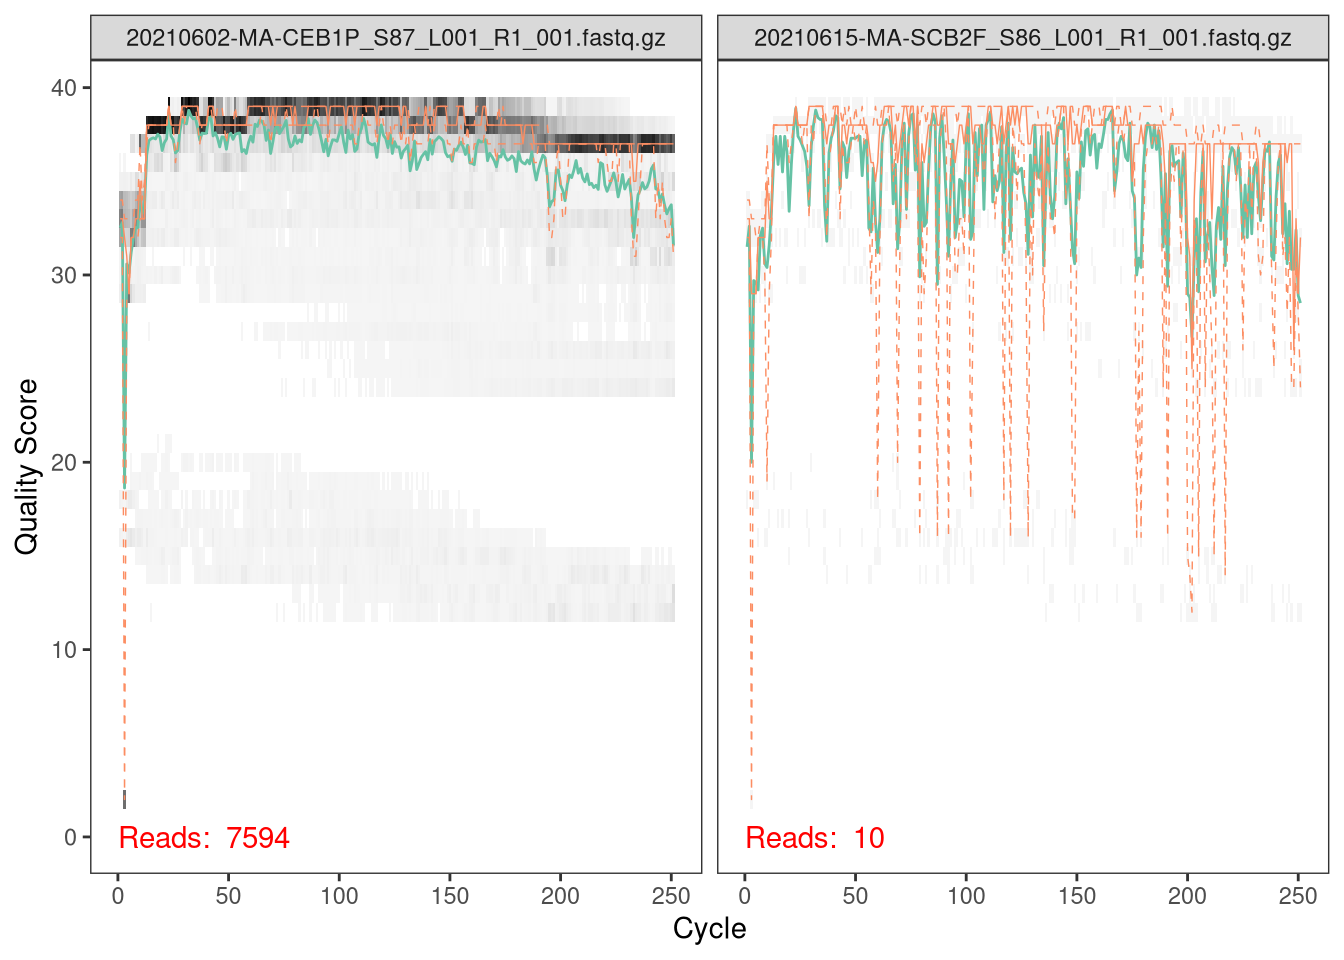 20210602-MA-CEB1P_S87_L001_R1_001.fastq.gz
20210615-MA-SCB2F_S86_L001_R1_001.fastq.gz
40
30
20
10
0
Quality Score
Reads: 7594
Reads: 10
0 50 100 150 200 250
0 50 100 150 200 250
Cycle